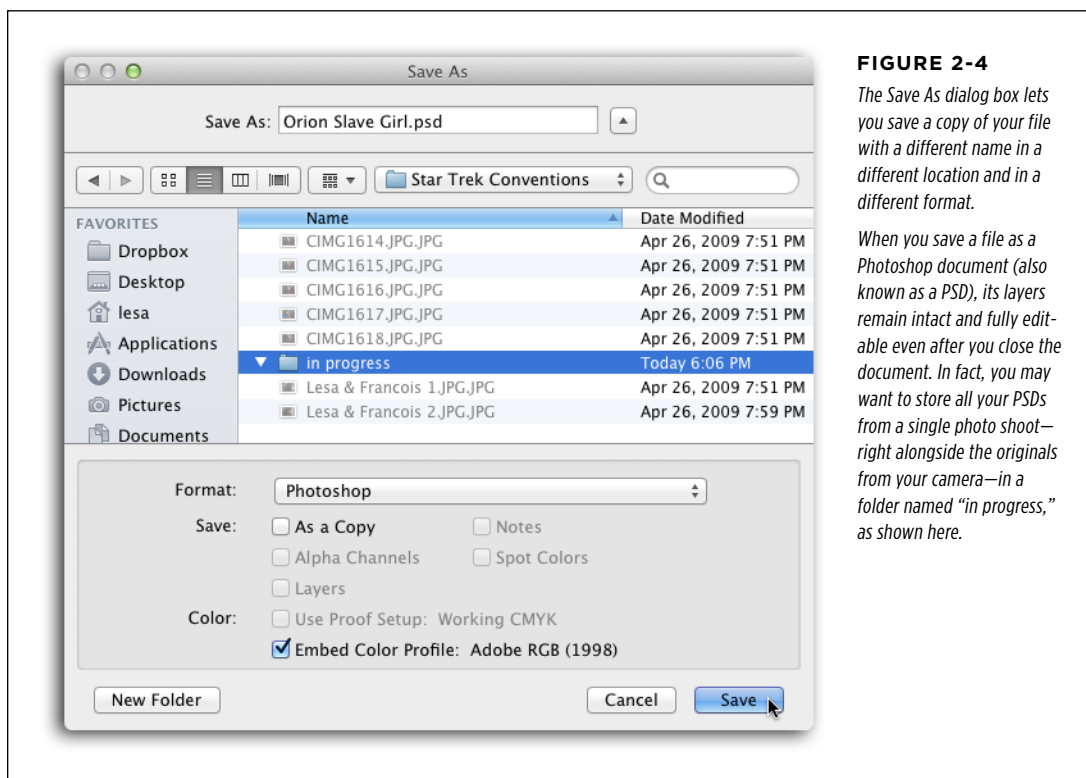 Save As
Save As: Orion Slave Girl.psd
Star Trek Conventions
FAVORITES
Dropbox
Desktop
lesa
Applications
Downloads
Pictures
Documents
Name Date Modified
CIMG1614.JPG.JPG Apr 26, 2009 7:51 PM
CIMG1615.JPG.JPG Apr 26, 2009 7:51 PM
CIMG1616.JPG.JPG Apr 26, 2009 7:51 PM
CIMG1617.JPG.JPG Apr 26, 2009 7:51 PM
CIMG1618.JPG.JPG Apr 26, 2009 7:51 PM
in progress Today 6:06 PM
Lesa & Francois 1.JPG.JPG Apr 26, 2009 7:51 PM
Lesa & Francois 2.JPG.JPG Apr 26, 2009 7:59 PM
Format: Photoshop
Save: As a Copy Notes
Alpha Channels Spot Colors
Layers
Color: Use Proof Setup: Working CMYK
Embed Color Profile: Adobe RGB (1998)
New Folder Cancel Save
FIGURE 2-4
The Save As dialog box lets
you save a copy of your file
with a different name in a
different location and in a
different format.
When you save a file as a
Photoshop document (also
known as a PSD), its layers
remain intact and fully edit-
able even after you close the
document. In fact, you may
want to store all your PSDs
from a single photo shoot—
right alongside the originals
from your camera—in a
folder named “in progress,”
as shown here.